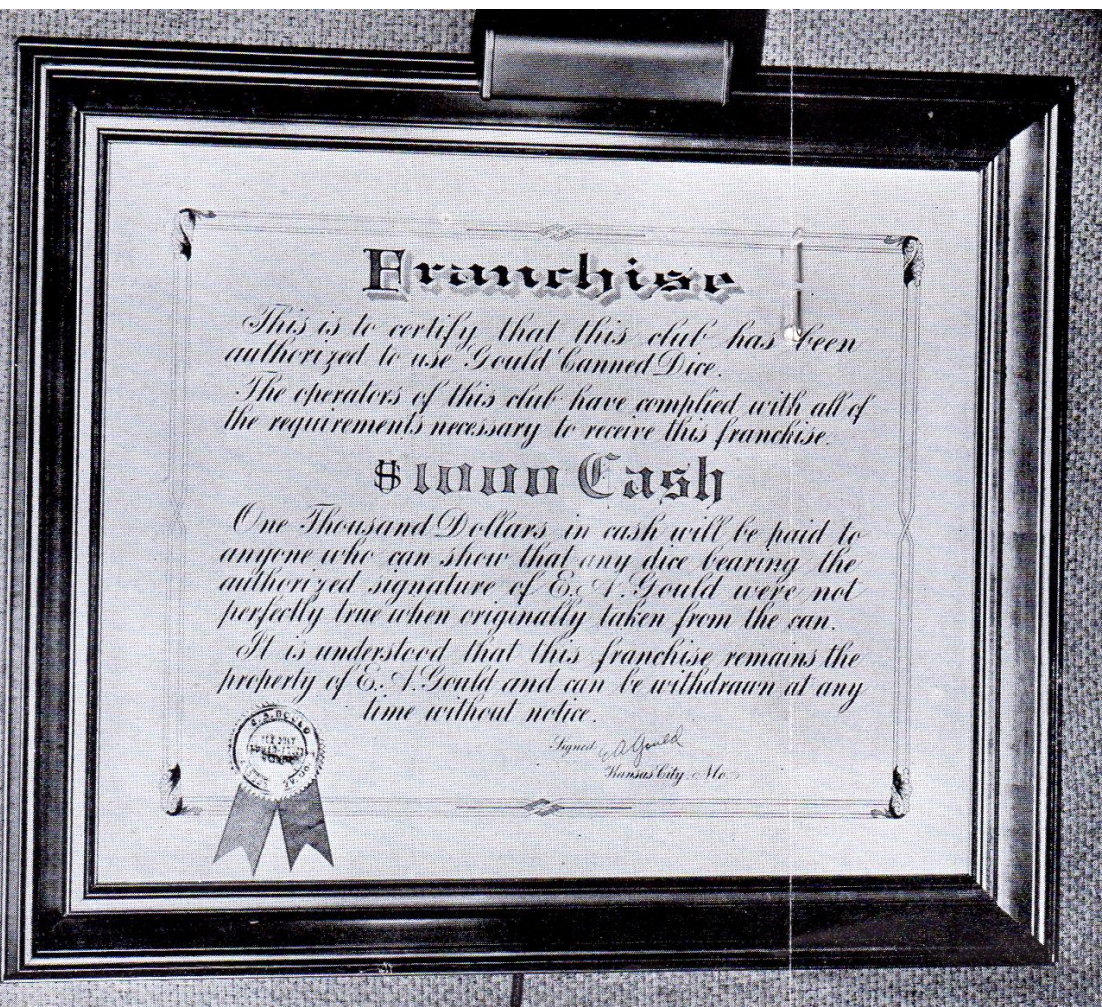 Franchise
This is to certify that this club has been
authorized to use Gould Canned Dice.
The operators of this club have complied with all of
the requirements necessary to receive this franchise.
$1000 Cash
One Thousand Dollars in cash will be paid to
anyone who can show that any dice bearing the
authorized signature of E. A. Gould were not
perfectly true when originally taken from the can.
It is understood that this franchise remains the
property of E. A. Gould and can be withdrawn at any
time without notice.
Signed E A Gould
Kansas City, Mo.